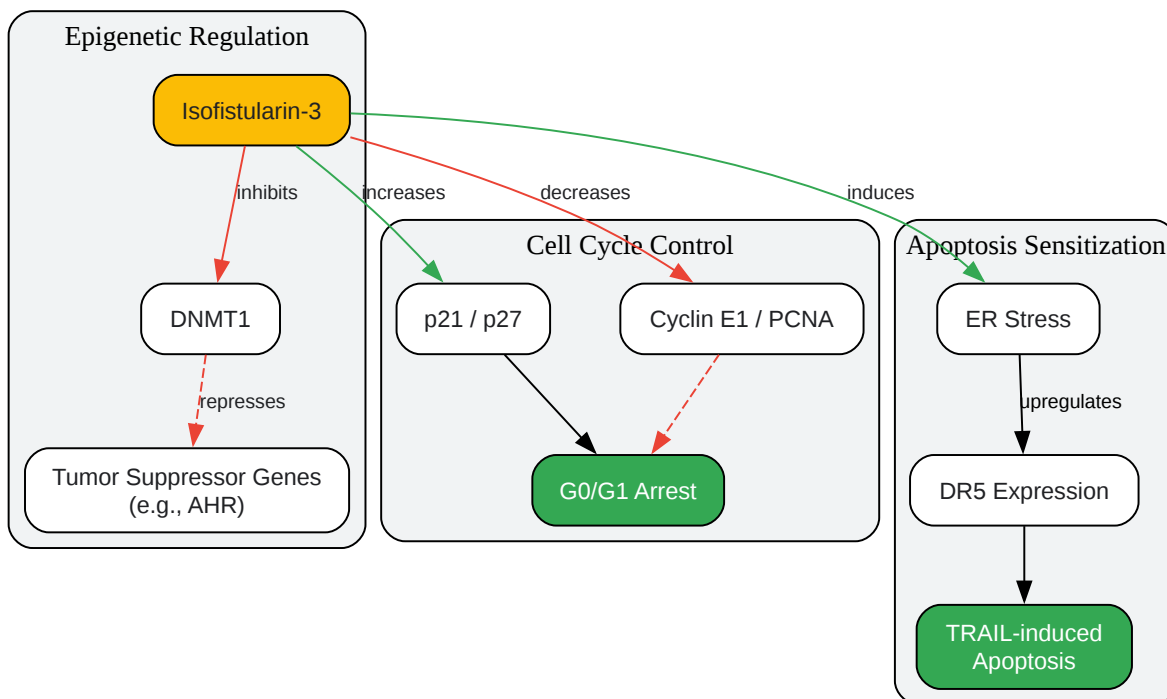 Epigenetic Regulation
Isofistularin-3
inhibits
increases
decreases
induces
Cell Cycle Control
Apoptosis Sensitization
DNMT1
p21 / p27
Cyclin E1 / PCNA
ER Stress
represses
upregulates
Tumor Suppressor Genes
(e.g., AHR)
G0/G1 Arrest
DR5 Expression
TRAIL-induced
Apoptosis